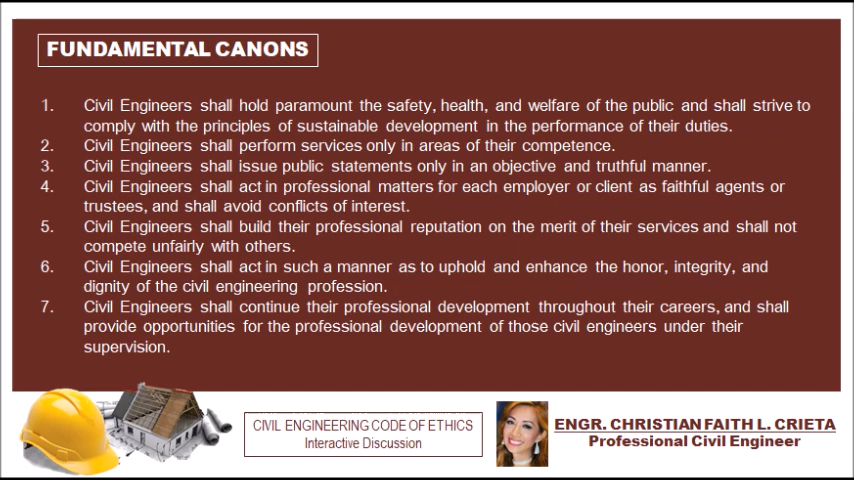 FUNDAMENTAL CANONS
1. Civil Engineers shall hold paramount the safety, health, and welfare of the public and shall strive to
comply with the principles of sustainable development in the performance of their duties.
2. Civil Engineers shall perform services only in areas of their competence.
3. Civil Engineers shall issue public statements only in an objective and truthful manner.
4. Civil Engineers shall act in professional matters for each employer or client as faithful agents or
trustees, and shall avoid conflicts of interest.
5. Civil Engineers shall build their professional reputation on the merit of their services and shall not
compete unfairly with others.
6. Civil Engineers shall act in such a manner as to uphold and enhance the honor, integrity, and
dignity of the civil engineering profession.
7. Civil Engineers shall continue their professional development throughout their careers, and shall
provide opportunities for the professional development of those civil engineers under their
supervision.
CIVIL ENGINEERING CODE OF ETHICS
Interactive Discussion
ENGR. CHRISTIAN FAITH L. CRIETA
Professional Civil Engineer